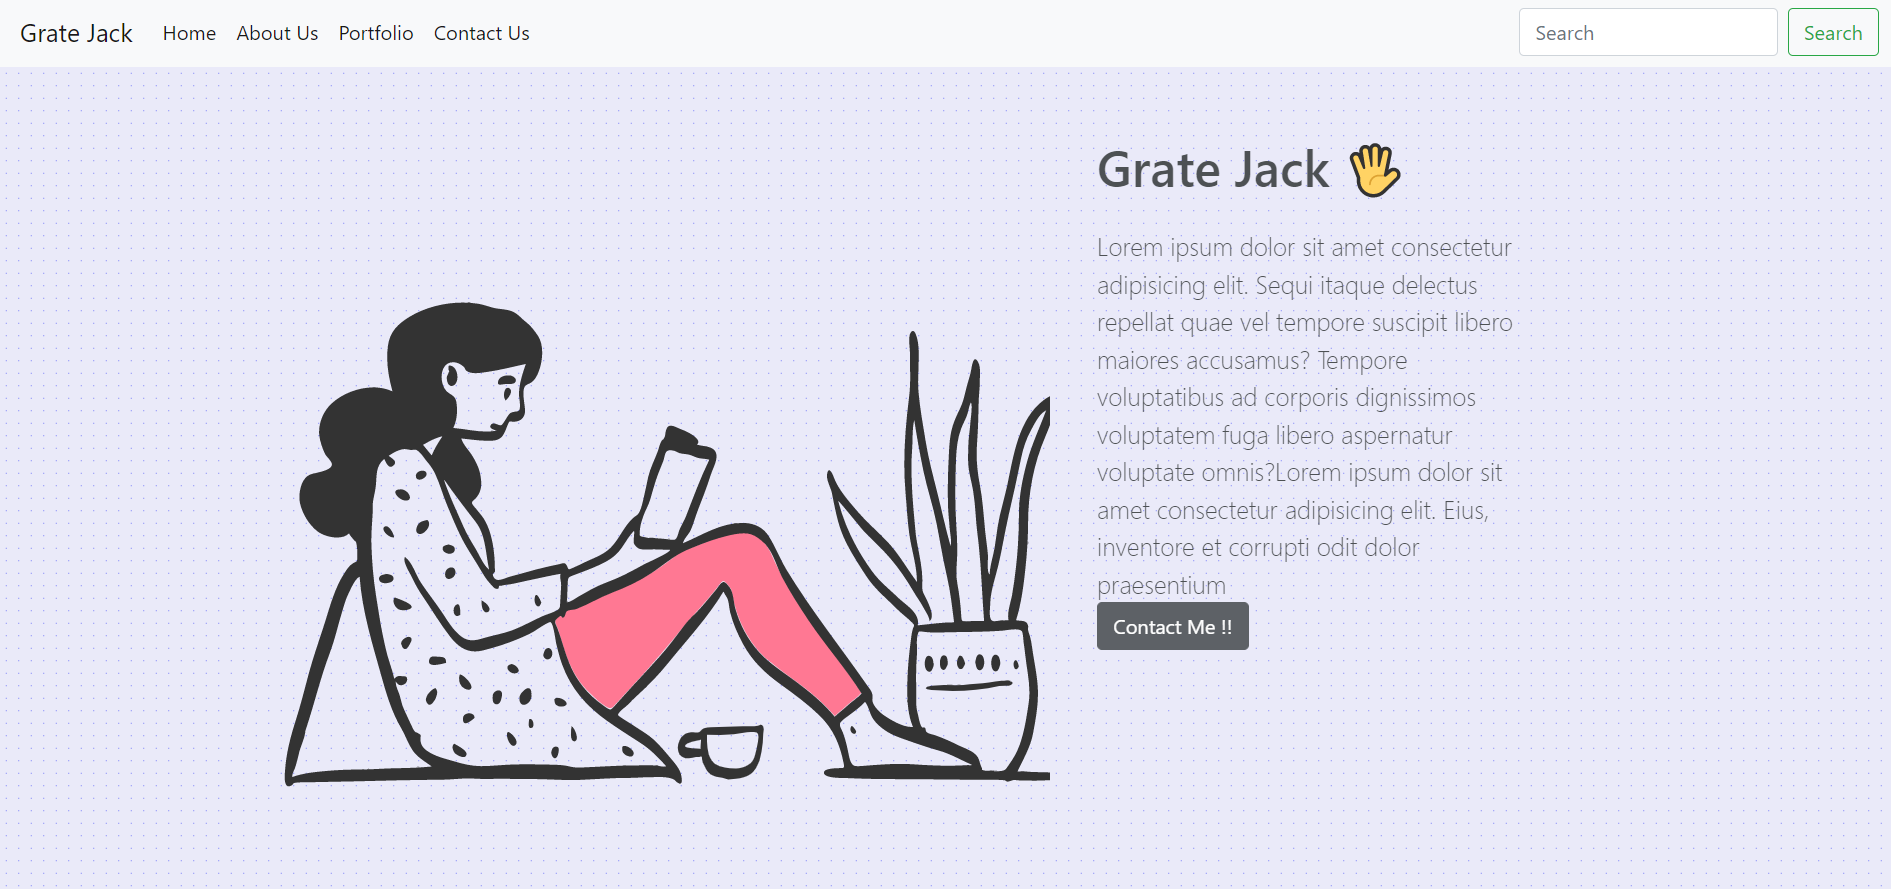 Grate Jack Home About Us Portfolio Contact Us Search Search
Grate Jack
Lorem ipsum dolor sit amet consectetur
adipisicing elit. Sequi itaque delectus
repellat quae vel tempore suscipit libero
maiores accusamus? Tempore
voluptatibus ad corporis dignissimos
voluptatem fuga libero aspernatur
voluptate omnis?Lorem ipsum dolor sit
amet consectetur adipisicing elit. Eius,
inventore et corrupti odit dolor
praesentium
Contact Me !!